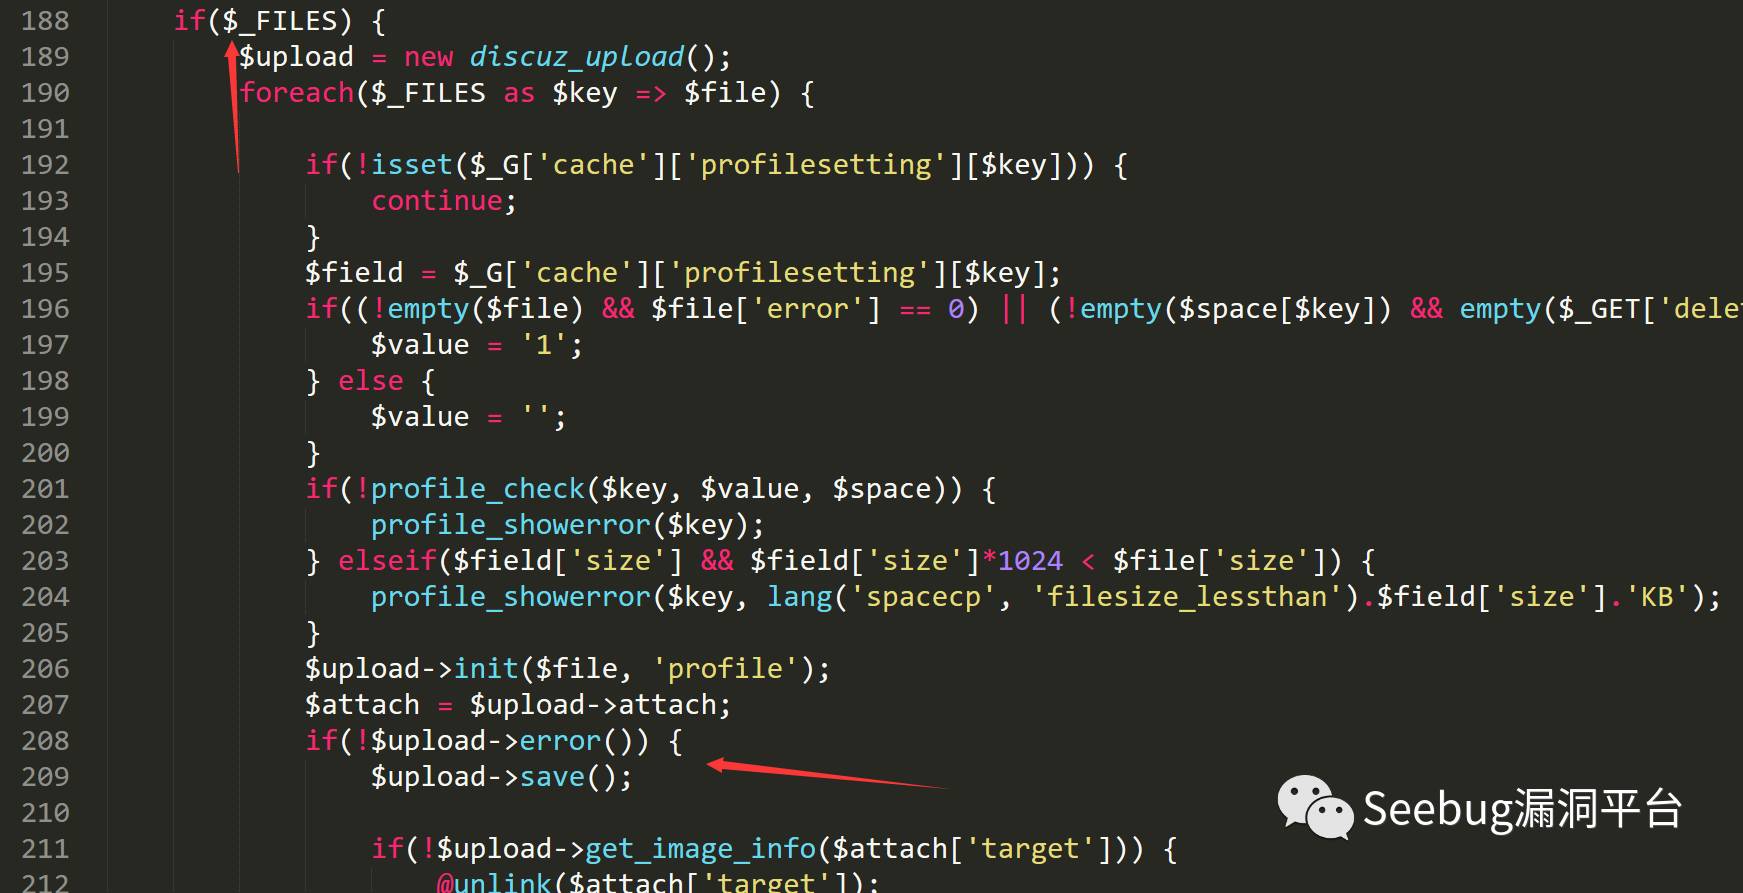 188 if($_FILES) {
189 $upload = new discuz_upload();
190 foreach($_FILES as $key => $file) {
191
192 if(!isset($_G['cache']['profilesetting'][$key])) {
193 continue;
194 }
195 $field = $_G['cache']['profilesetting'][$key];
196 if((!empty($file) && $file['error'] == 0) || (!empty($space[$key]) && empty($_GET['dele
197 $value = '1';
198 } else {
199 $value = '';
200 }
201 if(!profile_check($key, $value, $space)) {
202 profile_showerror($key);
203 } elseif($field['size'] && $field['size']*1024 < $file['size']) {
204 profile_showerror($key, lang('spacecp', 'filesize_lessthan').$field['size'].'KB');
205 }
206 $upload->init($file, 'profile');
207 $attach = $upload->attach;
208 if(!$upload->error()) {
209 $upload->save();
210
211 if(!$upload->get_image_info($attach['target'])) {
212 @unlink($attach['target']);
Seebug漏洞平台